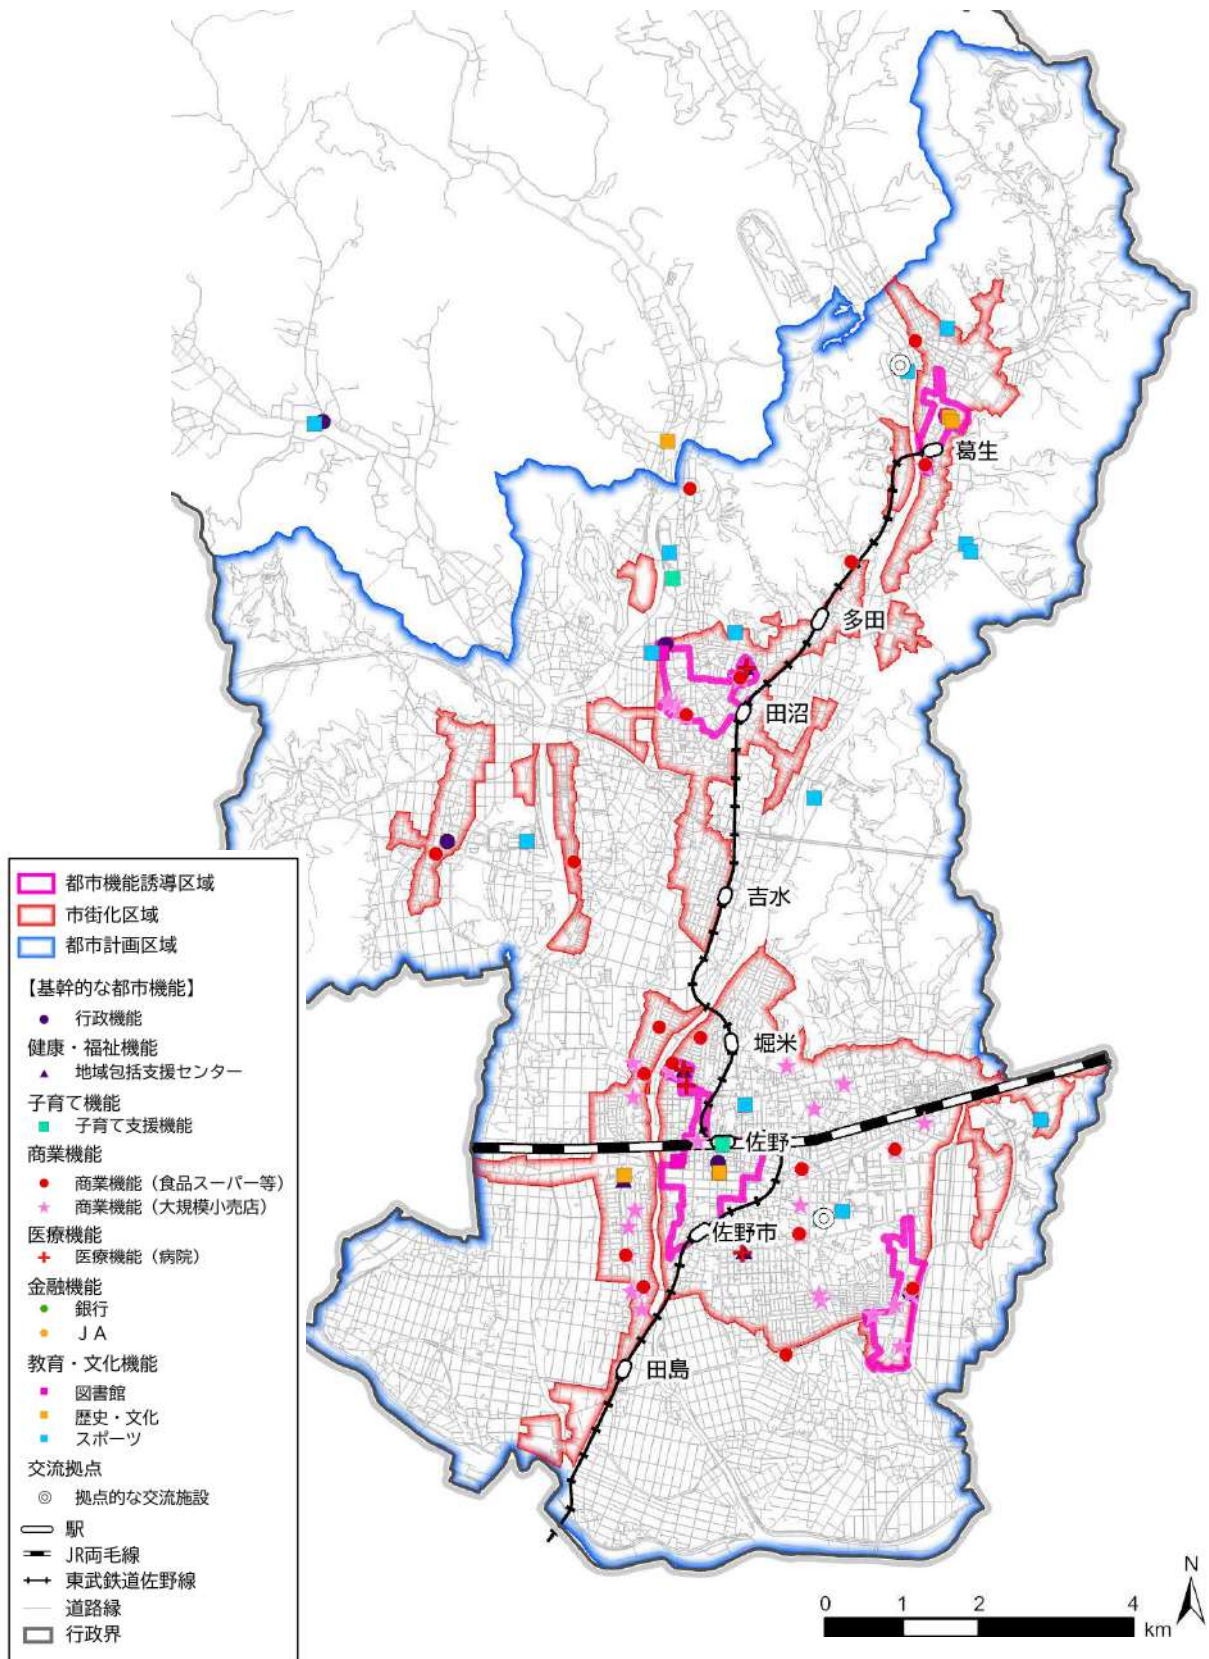 葛生
多田
田沼
吉水
堀米
佐野
佐野市
田島
都市機能誘導区域
市街化区域
都市計画区域
【基幹的な都市機能】
行政機能
健康・福祉機能
地域包括支援センター
子育て機能
子育て支援機能
商業機能
商業機能（食品スーパー等）
商業機能（大規模小売店）
医療機能
医療機能（病院）
金融機能
銀行
ＪＡ
教育・文化機能
図書館
歴史・文化
スポーツ
交流拠点
拠点的な交流施設
駅
JR両毛線
東武鉄道佐野線
道路縁
行政界
N
0 1 2 4
km